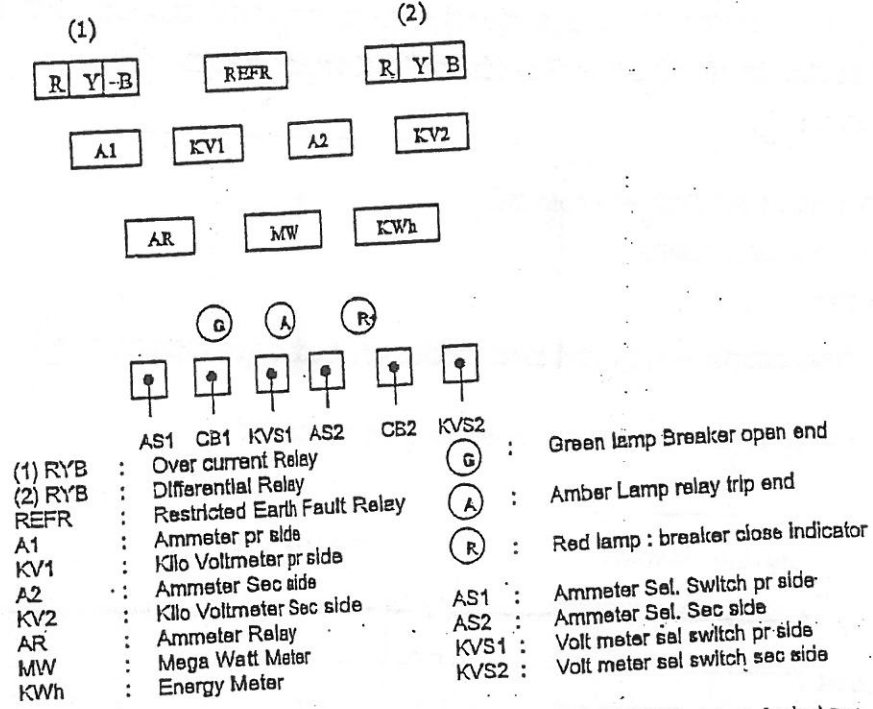 (1) (2)
R Y -B REFR R Y B
A1 KV1 A2 KV2
AR MW KWh
G A R
AS1 CB1 KVS1 AS2 CB2 KVS2
(1) RYB : Over current Relay
(2) RYB : Differential Relay
REFR : Restricted Earth Fault Relay
A1 : Ammeter pr side
KV1 : Kilo Voltmeter pr side
A2 : Ammeter Sec side
KV2 : Kilo Voltmeter Sec side
AR : Ammeter Relay
MW : Mega Watt Meter
KWh : Energy Meter
G : Green lamp Breaker open end
A : Amber Lamp relay trip end
R : Red lamp : breaker close indicator
AS1 : Ammeter Sel. Switch pr side
AS2 : Ammeter Sel. Sec side
KVS1 : Volt meter sel switch pr side
KVS2 : Volt meter sel switch sec side